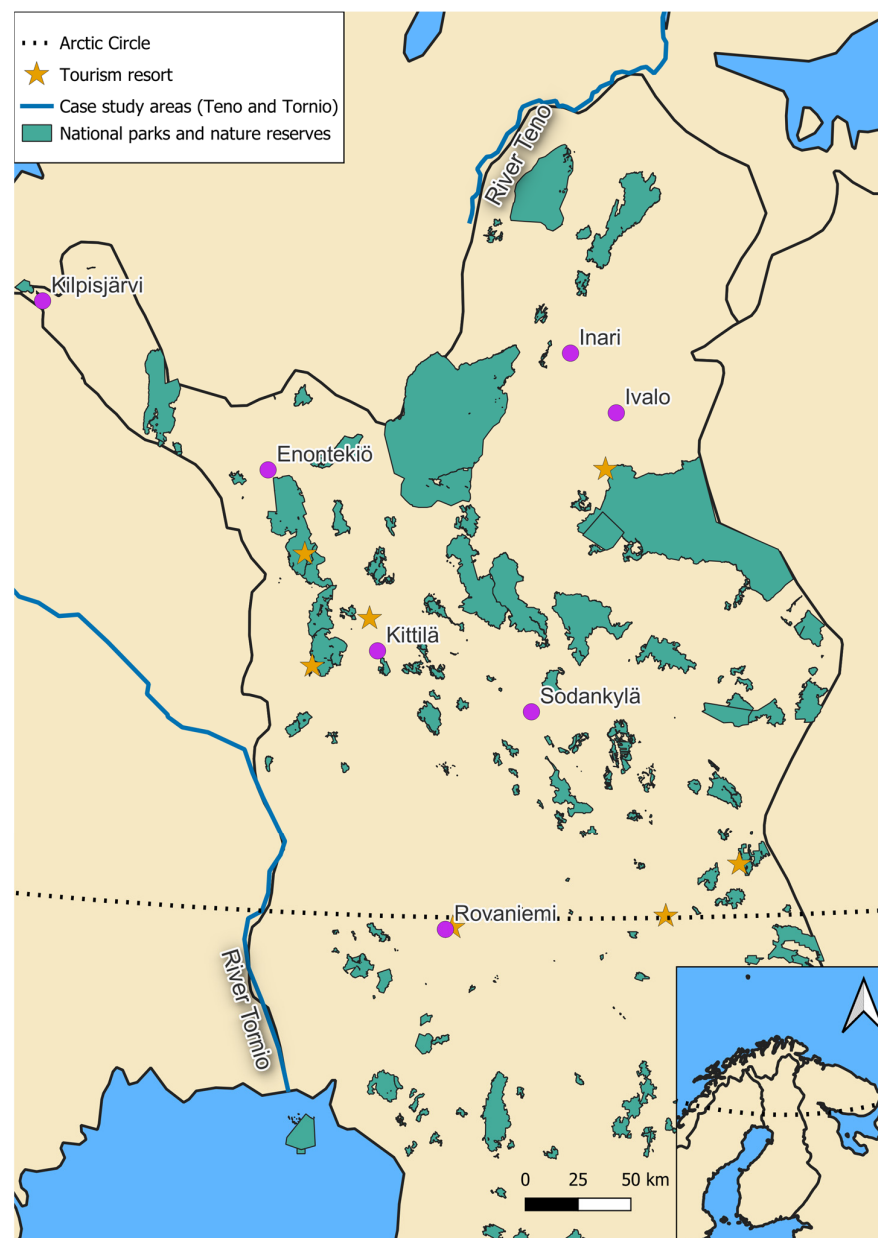 Arctic Circle
Tourism resort
Case study areas (Teno and Tornio)
National parks and nature reserves
River Teno
Kilpisjärvi
Inari
Ivalo
Enontekiö
Kittilä
Sodankylä
Rovaniemi
River Tornio
0 25 50 km